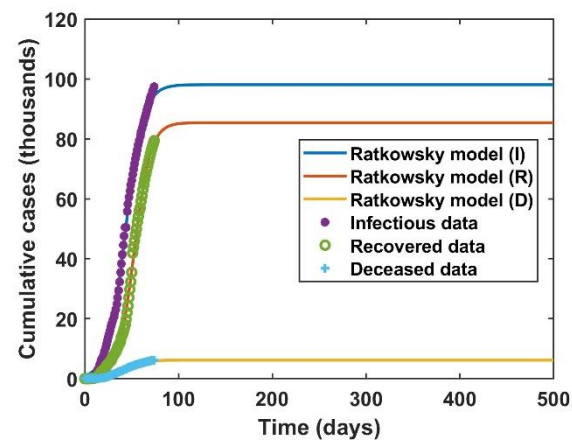 120
100
80
60
40
20
0
Cumulative cases (thousands)
Ratkowsky model (I)
Ratkowsky model (R)
Ratkowsky model (D)
Infectious data
Recovered data
Deceased data
0 100 200 300 400 500
Time (days)